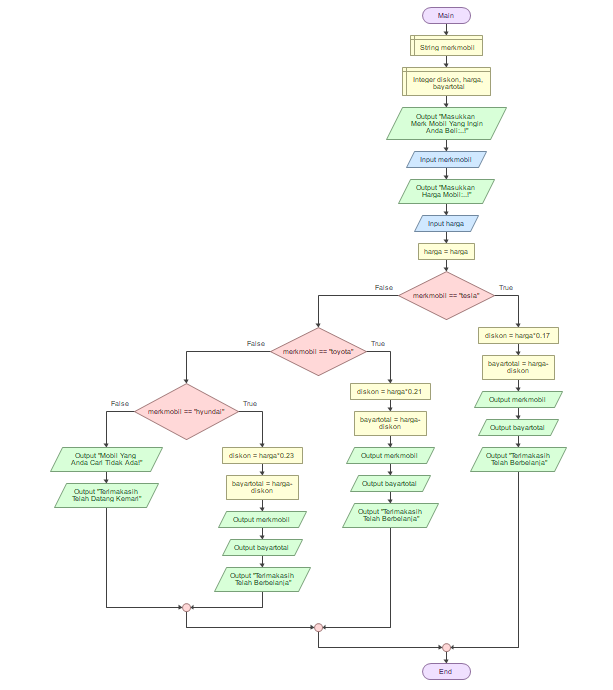 Main
String merkmobil
Integer diskon, harga,
bayartotal
Output "Masukkan
Merk Mobil Yang Ingin
Anda Beli:...!"
Input merkmobil
Output "Masukkan
Harga Mobil:...!"
Input harga
harga = harga
False
merkmobil == "tesla"
True
False
merkmobil == "toyota"
True
diskon = harga*0.17
bayartotal = harga-
diskon
Output merkmobil
Output bayartotal
Output "Terimakasih
Telah Berbelanja"
False
merkmobil == "hyundai"
True
diskon = harga*0.21
bayartotal = harga-
diskon
Output merkmobil
Output bayartotal
Output "Terimakasih
Telah Berbelanja"
Output "Mobil Yang
Anda Cari Tidak Ada!"
Output "Terimakasih
Telah Datang Kemari"
diskon = harga*0.23
bayartotal = harga-
diskon
Output merkmobil
Output bayartotal
Output "Terimakasih
Telah Berbelanja"
End